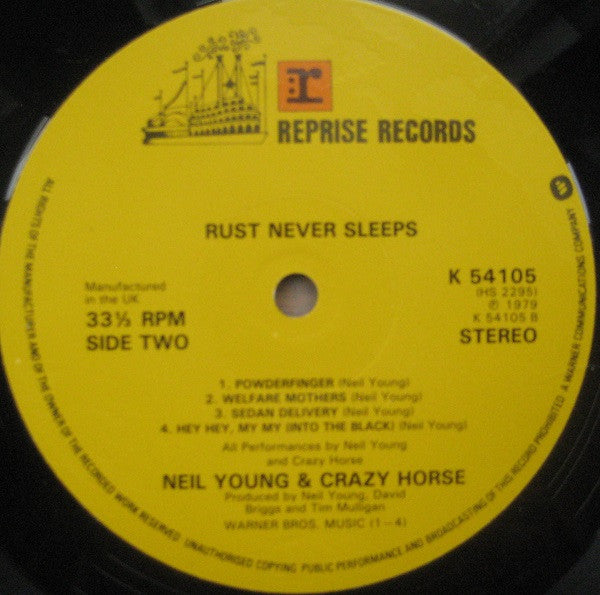 r
REPRISE RECORDS
RUST NEVER SLEEPS
Manufactured
in the UK
33⅓ RPM
SIDE TWO
K 54105
(HS 2295)
℗ 1979
K 54105 B
STEREO
1. POWDERFINGER (Neil Young)
2. WELFARE MOTHERS (Neil Young)
3. SEDAN DELIVERY (Neil Young)
4. HEY HEY, MY MY (INTO THE BLACK) (Neil Young)
All Performances by Neil Young
and Crazy Horse
NEIL YOUNG & CRAZY HORSE
Produced by Neil Young, David
Briggs and Tim Mulligan
WARNER BROS. MUSIC (1–4)
ALL RIGHTS OF THE MANUFACTURER AND OF THE OWNER OF THE RECORDED WORK RESERVED. UNAUTHORISED COPYING PUBLIC PERFORMANCE AND BROADCASTING OF THIS RECORD PROHIBITED. A WARNER COMMUNICATIONS COMPANY